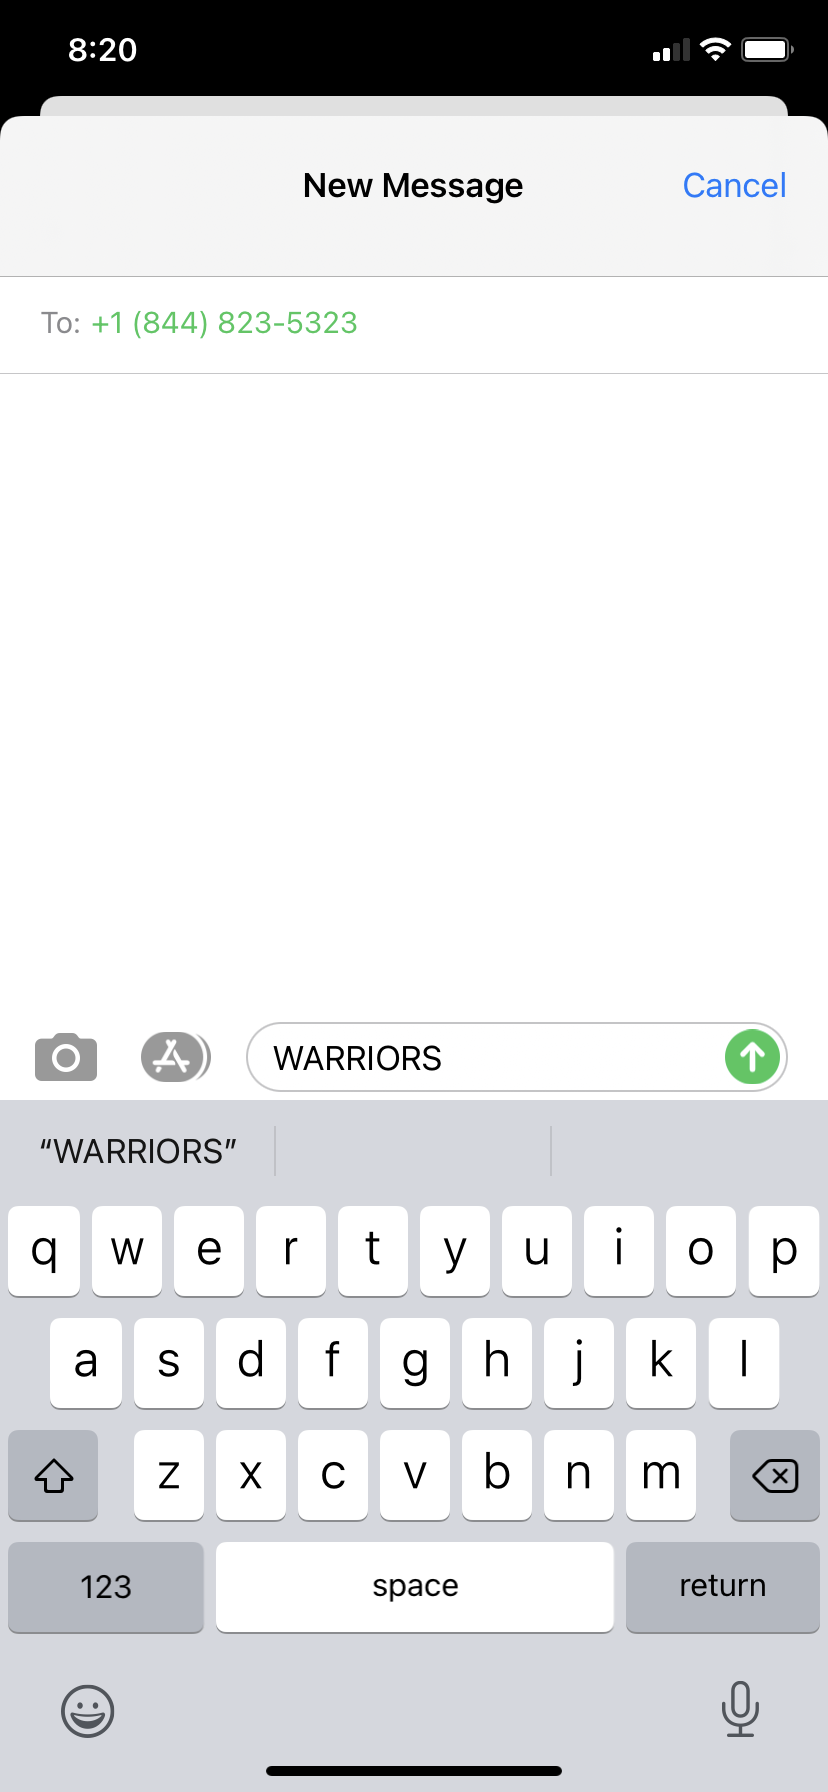 8:20
New Message
Cancel
To: +1 (844) 823-5323
WARRIORS
“WARRIORS”
q w e r t y u i o p
a s d f g h j k l
z x c v b n m
123 space return